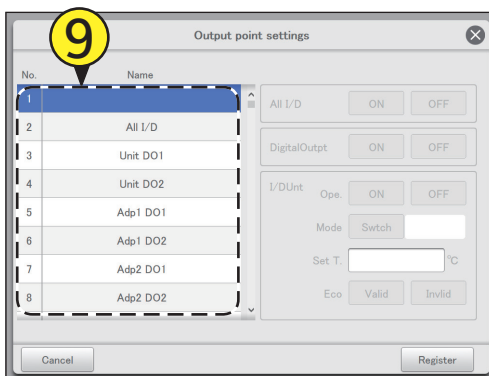 9
Output point settings
No. Name
1
2 All I/D
3 Unit DO1
4 Unit DO2
5 Adp1 DO1
6 Adp1 DO2
7 Adp2 DO1
8 Adp2 DO2
All I/D ON OFF
DigitalOutpt ON OFF
I/DUnt Ope. ON OFF
Mode Swtch
Set T. °C
Eco Valid Invlid
Cancel Register